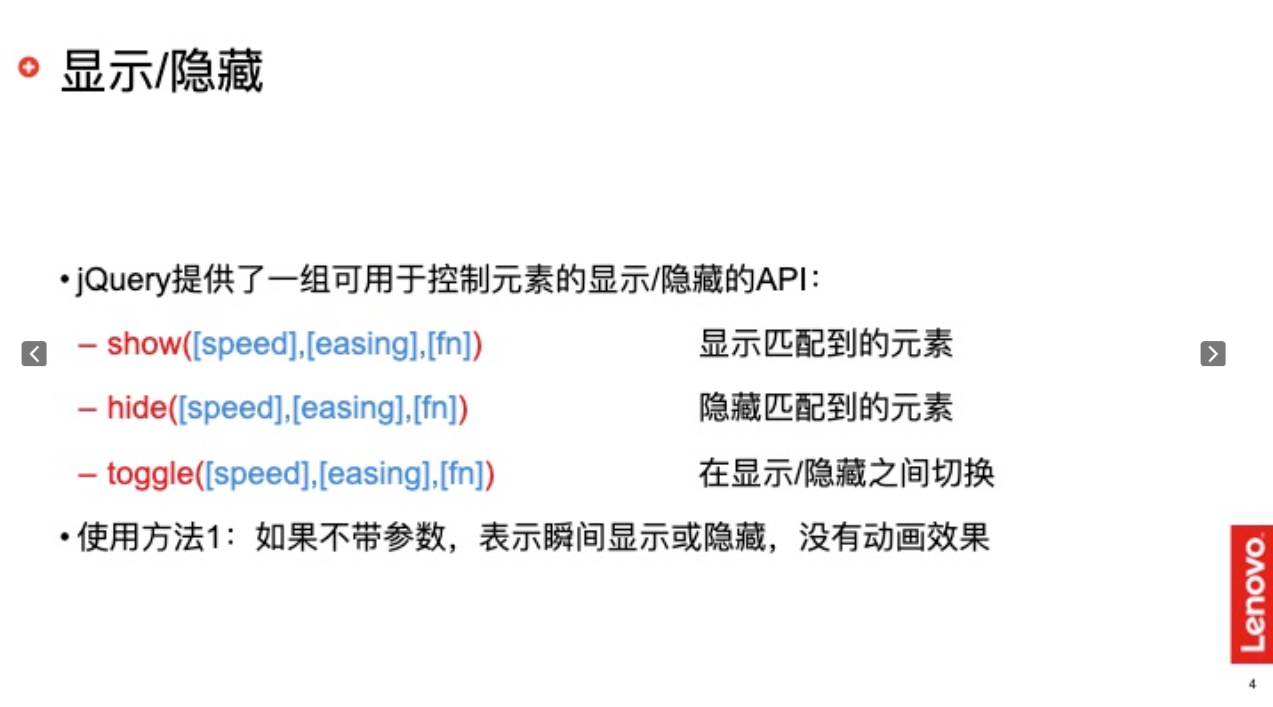 显示/隐藏
•jQuery提供了一组可用于控制元素的显示/隐藏的API：
– show([speed],[easing],[fn]) 显示匹配到的元素
– hide([speed],[easing],[fn]) 隐藏匹配到的元素
– toggle([speed],[easing],[fn]) 在显示/隐藏之间切换
•使用方法1：如果不带参数，表示瞬间显示或隐藏，没有动画效果
Lenovo
4